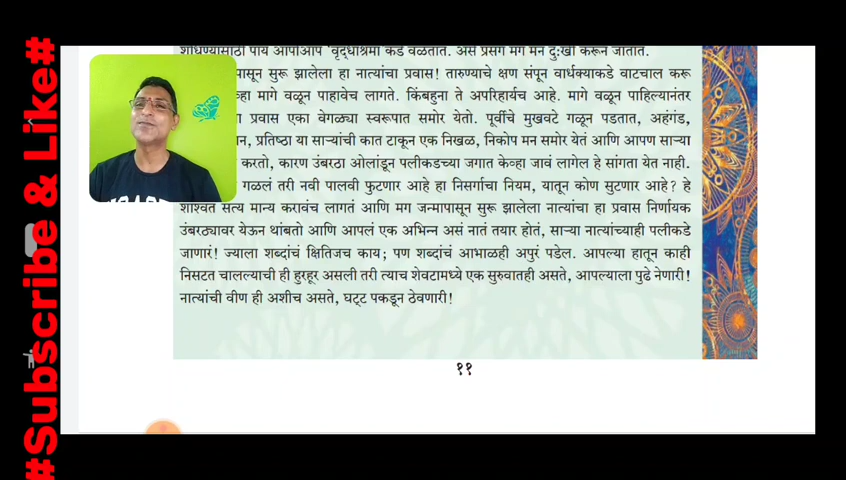 #Subscribe & Like#
शोधण्यासाठी पाय आपोआप 'वृद्धाश्रमा' कडे वळतात. असे प्रसंग मग मन दुःखी करून जातात.
पासून सुरू झालेला हा नात्यांचा प्रवास! तारुण्याचे क्षण संपून वार्धक्याकडे वाटचाल करू
व्हा मागे वळून पाहावेच लागते. किंबहुना ते अपरिहार्यच आहे. मागे वळून पाहिल्यानंतर
प्रवास एका वेगळ्या स्वरूपात समोर येतो. पूर्वीचे मुखवटे गळून पडतात, अहंगंड,
न, प्रतिष्ठा या साऱ्यांची कात टाकून एक निखळ, निकोप मन समोर येतं आणि आपण साऱ्या
करतो, कारण उंबरठा ओलांडून पलीकडच्या जगात केव्हा जावं लागेल हे सांगता येत नाही.
गळलं तरी नवी पालवी फुटणार आहे हा निसर्गाचा नियम, यातून कोण सुटणार आहे? हे
शाश्वत सत्य मान्य करावंच लागतं आणि मग जन्मापासून सुरू झालेला नात्यांचा हा प्रवास निर्णायक
उंबरठ्यावर येऊन थांबतो आणि आपलं एक अभिन्न असं नातं तयार होतं, साऱ्या नात्यांच्याही पलीकडे
जाणारं! ज्याला शब्दांचं क्षितिजच काय; पण शब्दांचं आभाळही अपुरं पडेल. आपल्या हातून काही
निसटत चालल्याची ही हुरहूर असली तरी त्याच शेवटामध्ये एक सुरुवातही असते, आपल्याला पुढे नेणारी!
नात्यांची वीण ही अशीच असते, घट्ट पकडून ठेवणारी!
११